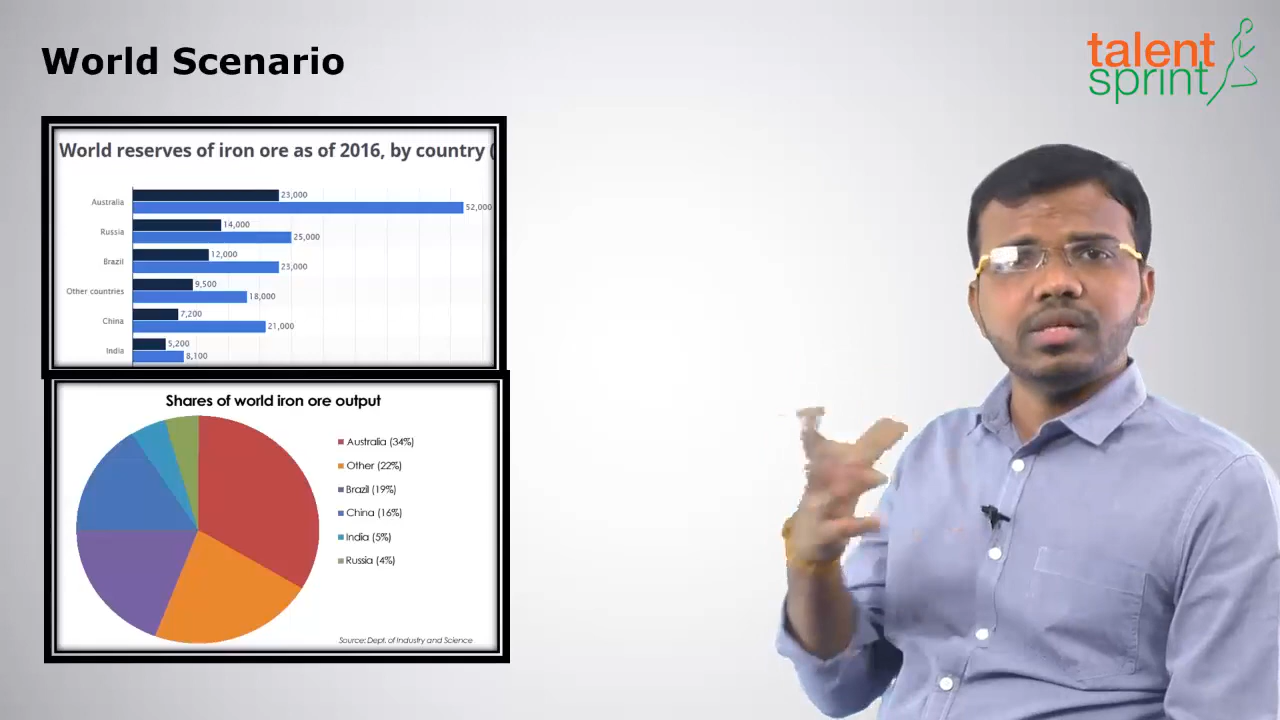 World Scenario
talent
sprint
World reserves of iron ore as of 2016, by country (
Australia
23,000
52,000
Russia
14,000
25,000
Brazil
12,000
23,000
Other countries
9,500
18,000
China
7,200
21,000
India
5,200
8,100
Shares of world iron ore output
Australia (34%)
Other (22%)
Brazil (19%)
China (16%)
India (5%)
Russia (4%)
Source: Dept. of Industry and Science